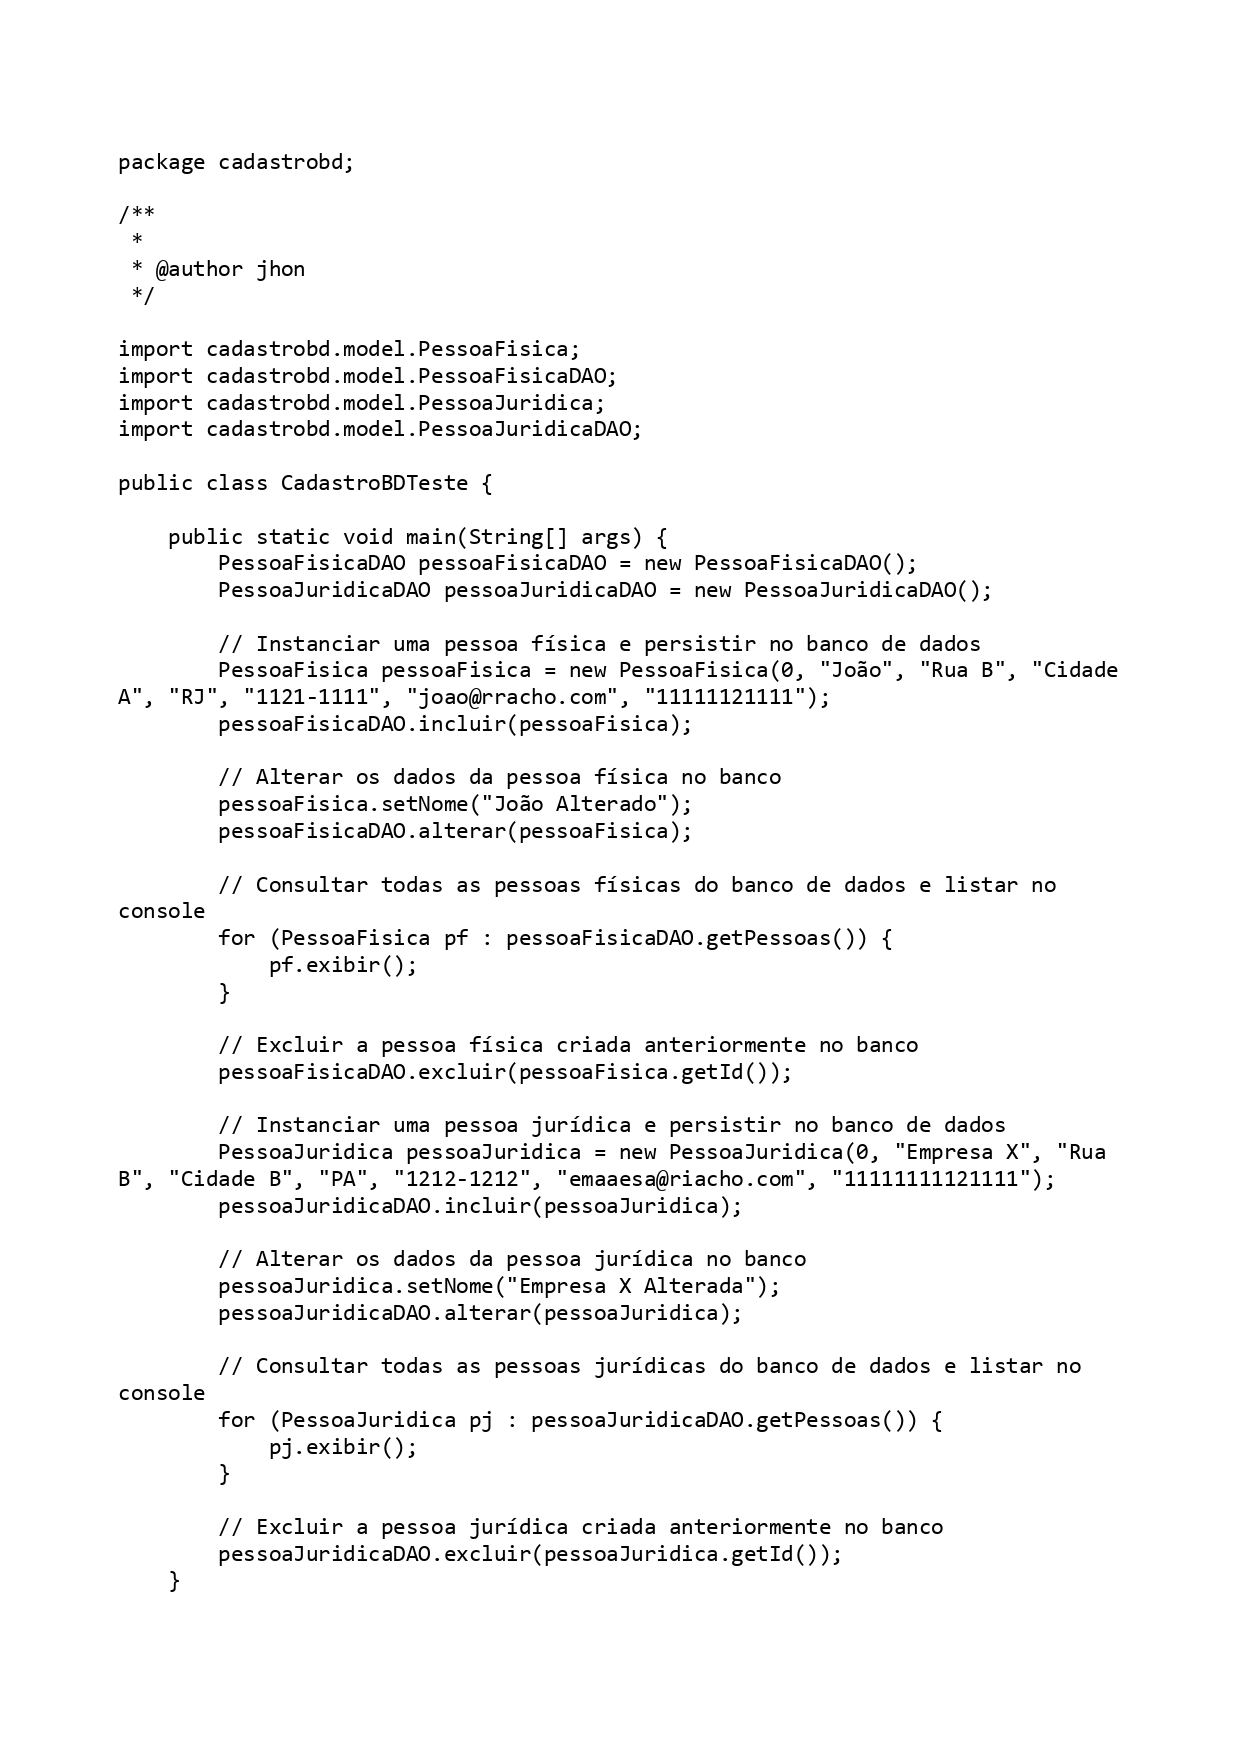 package cadastrobd;
/**
 *
 * @author jhon
 */
import cadastrobd.model.PessoaFisica;
import cadastrobd.model.PessoaFisicaDAO;
import cadastrobd.model.PessoaJuridica;
import cadastrobd.model.PessoaJuridicaDAO;
public class CadastroBDTeste {
    public static void main(String[] args) {
        PessoaFisicaDAO pessoaFisicaDAO = new PessoaFisicaDAO();
        PessoaJuridicaDAO pessoaJuridicaDAO = new PessoaJuridicaDAO();
        // Instanciar uma pessoa física e persistir no banco de dados
        PessoaFisica pessoaFisica = new PessoaFisica(0, "João", "Rua B", "Cidade
A", "RJ", "1121-1111", "joao@rracho.com", "11111121111");
        pessoaFisicaDAO.incluir(pessoaFisica);
        // Alterar os dados da pessoa física no banco
        pessoaFisica.setNome("João Alterado");
        pessoaFisicaDAO.alterar(pessoaFisica);
        // Consultar todas as pessoas físicas do banco de dados e listar no
console
        for (PessoaFisica pf : pessoaFisicaDAO.getPessoas()) {
            pf.exibir();
        }
        // Excluir a pessoa física criada anteriormente no banco
        pessoaFisicaDAO.excluir(pessoaFisica.getId());
        // Instanciar uma pessoa jurídica e persistir no banco de dados
        PessoaJuridica pessoaJuridica = new PessoaJuridica(0, "Empresa X", "Rua
B", "Cidade B", "PA", "1212-1212", "emaaesa@riacho.com", "11111111121111");
        pessoaJuridicaDAO.incluir(pessoaJuridica);
        // Alterar os dados da pessoa jurídica no banco
        pessoaJuridica.setNome("Empresa X Alterada");
        pessoaJuridicaDAO.alterar(pessoaJuridica);
        // Consultar todas as pessoas jurídicas do banco de dados e listar no
console
        for (PessoaJuridica pj : pessoaJuridicaDAO.getPessoas()) {
            pj.exibir();
        }
        // Excluir a pessoa jurídica criada anteriormente no banco
        pessoaJuridicaDAO.excluir(pessoaJuridica.getId());
    }